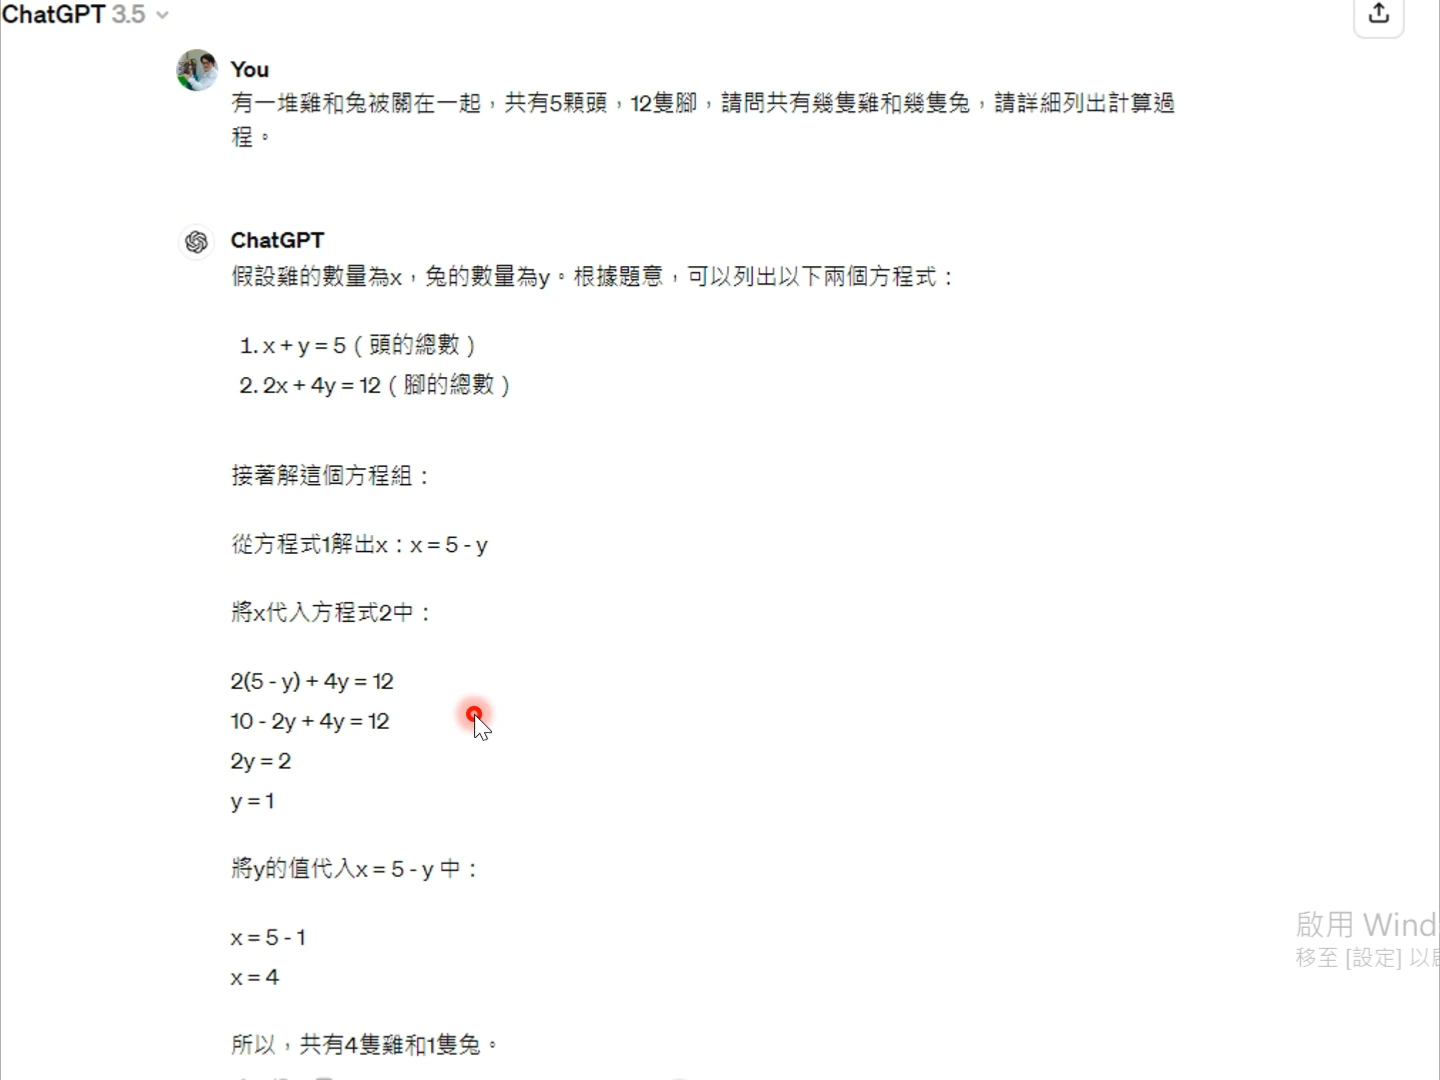 ChatGPT 3.5
You
有一堆雞和兔被關在一起，共有5顆頭，12隻腳，請問共有幾隻雞和幾隻兔，請詳細列出計算過
程。
ChatGPT
假設雞的數量為x，兔的數量為y。根據題意，可以列出以下兩個方程式：
1. x + y = 5（頭的總數）
2. 2x + 4y = 12（腳的總數）
接著解這個方程組：
從方程式1解出x：x = 5 - y
將x代入方程式2中：
2(5 - y) + 4y = 12
10 - 2y + 4y = 12
2y = 2
y = 1
將y的值代入x = 5 - y 中：
x = 5 - 1
x = 4
所以，共有4隻雞和1隻兔。
啟用 Wind
移至 [設定] 以